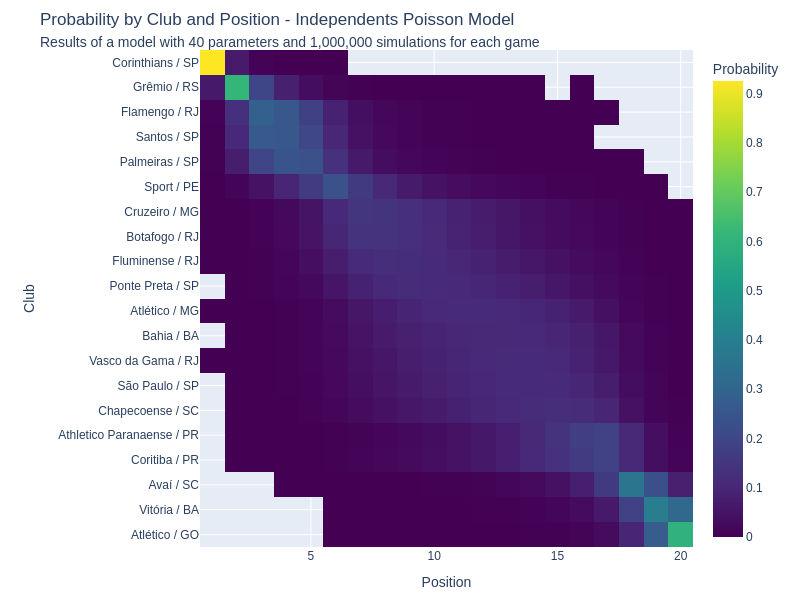 Probability by Club and Position - Independents Poisson Model
Results of a model with 40 parameters and 1,000,000 simulations for each game
Probability
Club
Corinthians / SP
Grêmio / RS
Flamengo / RJ
Santos / SP
Palmeiras / SP
Sport / PE
Cruzeiro / MG
Botafogo / RJ
Fluminense / RJ
Ponte Preta / SP
Atlético / MG
Bahia / BA
Vasco da Gama / RJ
São Paulo / SP
Chapecoense / SC
Athletico Paranaense / PR
Coritiba / PR
Avaí / SC
Vitória / BA
Atlético / GO
0.9
0.8
0.7
0.6
0.5
0.4
0.3
0.2
0.1
0
5 10 15 20
Position